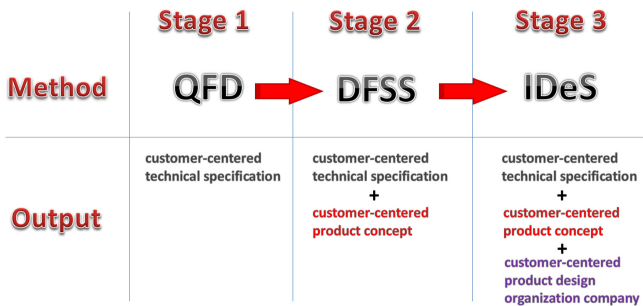 Stage 1 Stage 2 Stage 3
Method QFD DFSS IDeS
Output
customer-centered
technical specification
customer-centered
technical specification
+
customer-centered
product concept
customer-centered
technical specification
+
customer-centered
product concept
+
customer-centered
product design
organization company